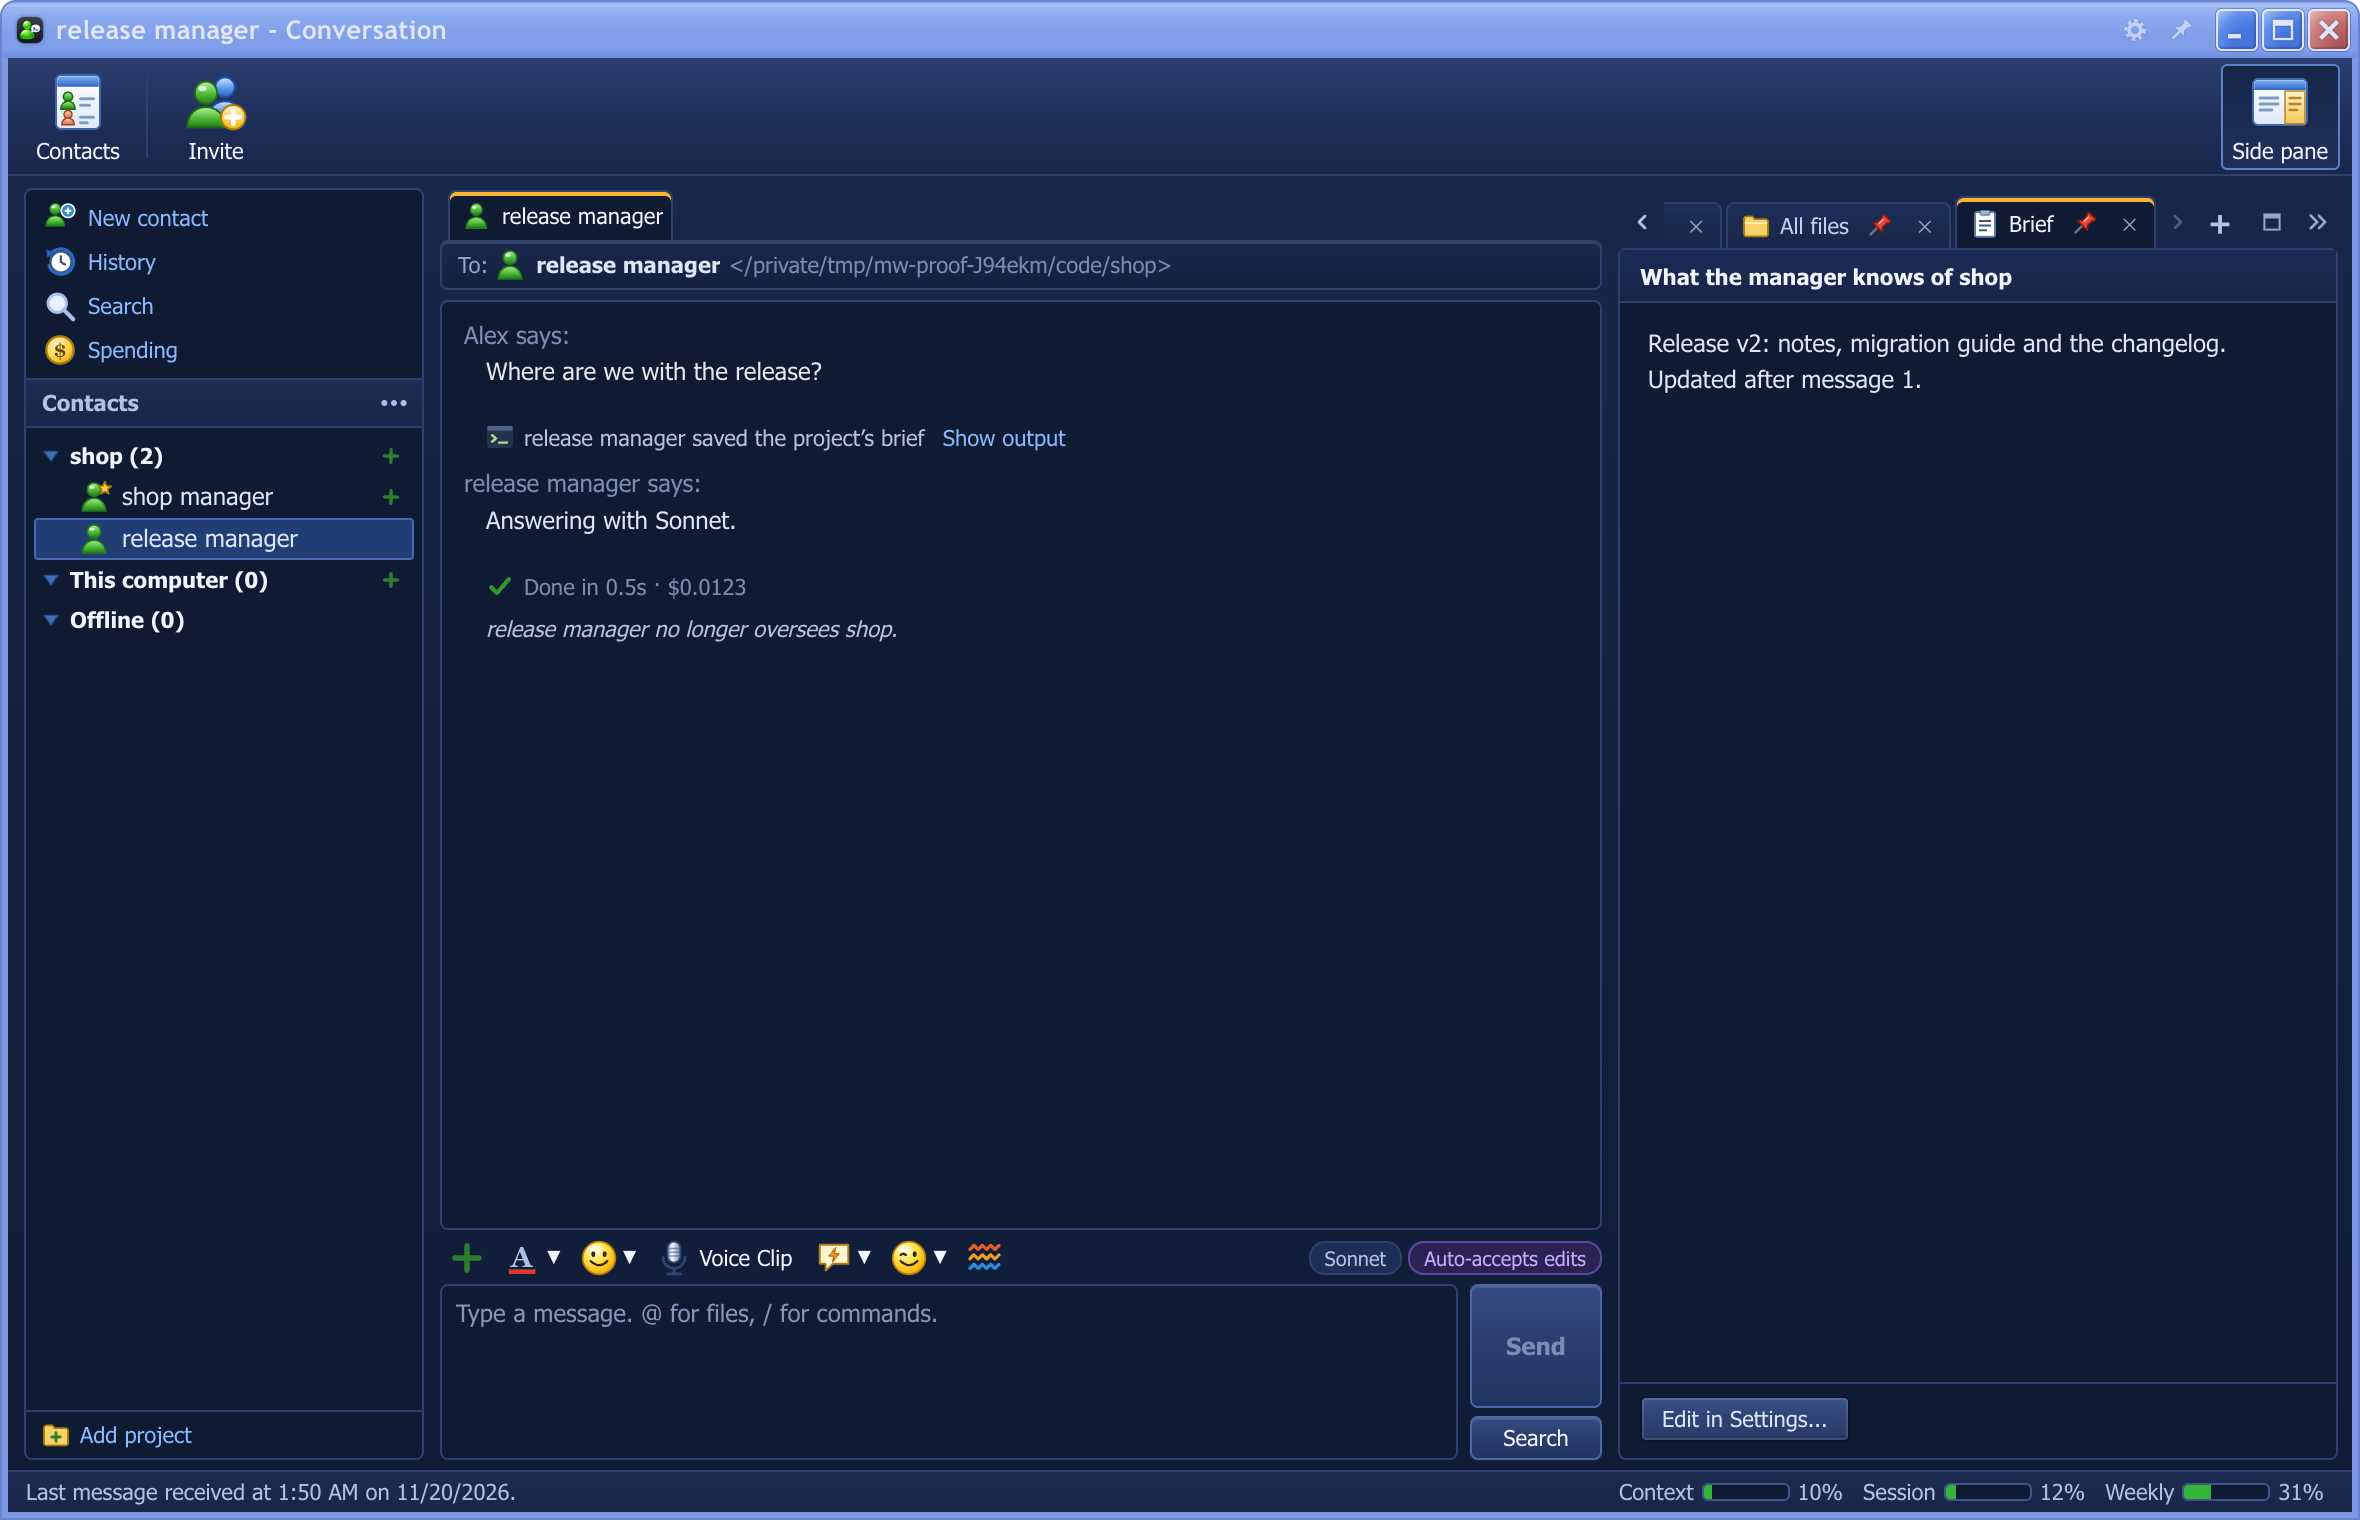 release manager - Conversation
Contacts
Invite
Side pane
New contact
History
Search
Spending
Contacts
shop (2)
shop manager
release manager
This computer (0)
Offline (0)
Add project
release manager
To: release manager </private/tmp/mw-proof-J94ekm/code/shop>
Alex says:
Where are we with the release?
release manager saved the project’s brief Show output
release manager says:
Answering with Sonnet.
Done in 0.5s · $0.0123
release manager no longer oversees shop.
A Voice Clip Sonnet Auto-accepts edits
Type a message. @ for files, / for commands.
Send
Search
All files Brief
What the manager knows of shop
Release v2: notes, migration guide and the changelog.
Updated after message 1.
Edit in Settings...
Last message received at 1:50 AM on 11/20/2026.
Context 10% Session 12% Weekly 31%